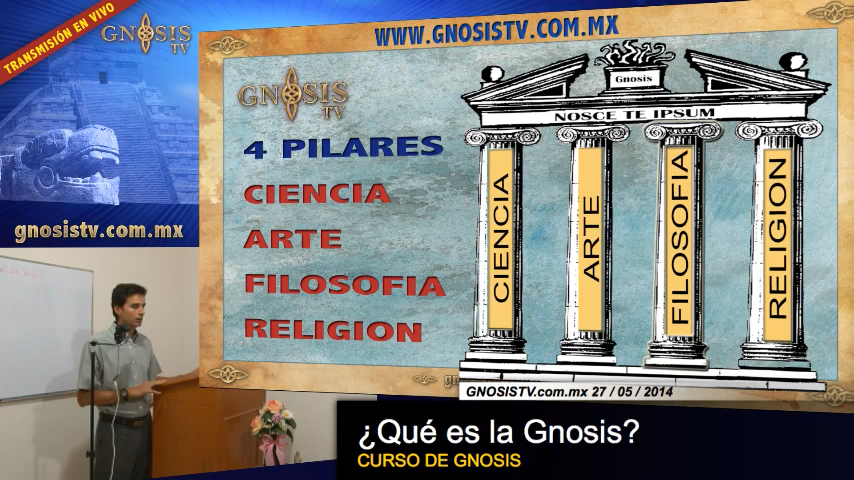 TRANSMISIÓN EN VIVO
GNOSIS
TV
gnosistv.com.mx
WWW.GNOSISTV.COM.MX
GNOSIS
TV
4 PILARES
CIENCIA
ARTE
FILOSOFIA
RELIGION
Gnosis
NOSCE TE IPSUM
CIENCIA
ARTE
FILOSOFIA
RELIGION
GNOSISTV.com.mx 27 / 05 / 2014
¿Qué es la Gnosis?
CURSO DE GNOSIS